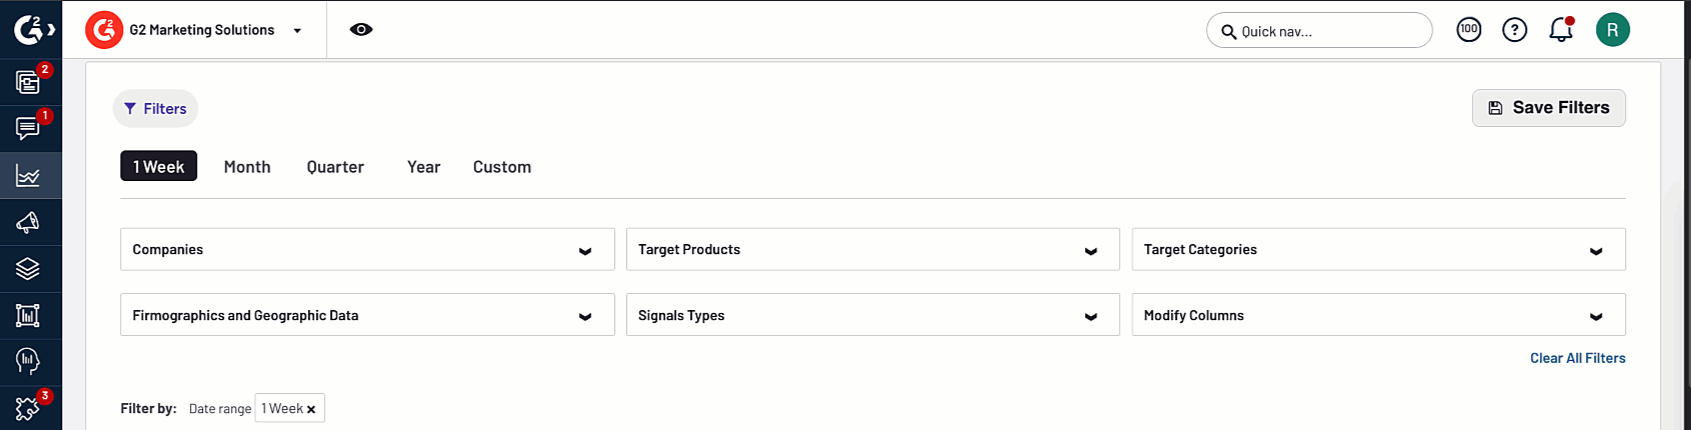 G2 G2 Marketing Solutions Quick nav... 100 ? R
2
1
3
Filters Save Filters
1 Week Month Quarter Year Custom
Companies Target Products Target Categories
Firmographics and Geographic Data Signals Types Modify Columns
Clear All Filters
Filter by: Date range 1 Week ×